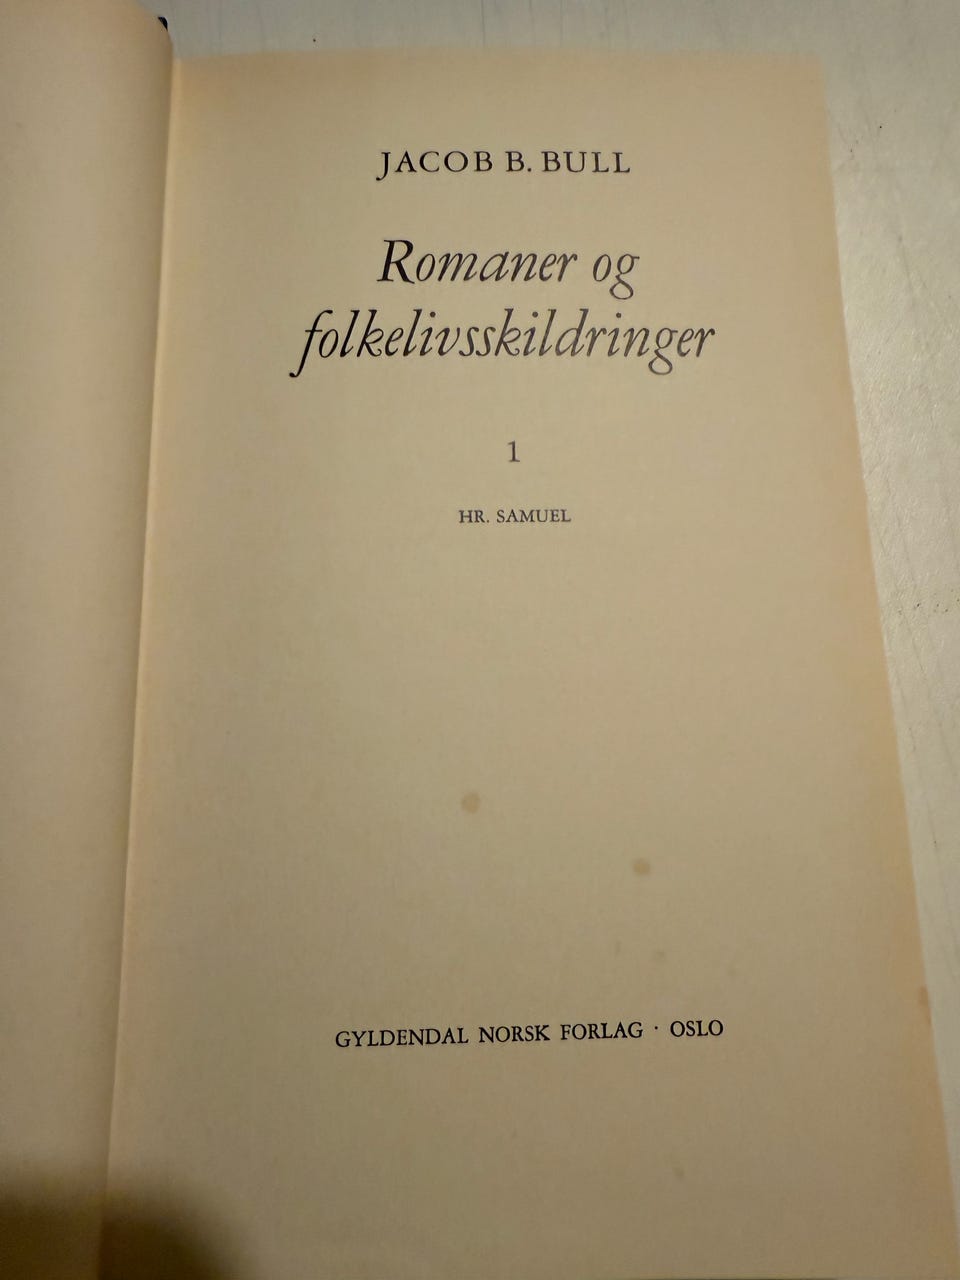 JACOB B. BULL
Romaner og
folkelivsskildringer
1
HR. SAMUEL
GYLDENDAL NORSK FORLAG · OSLO